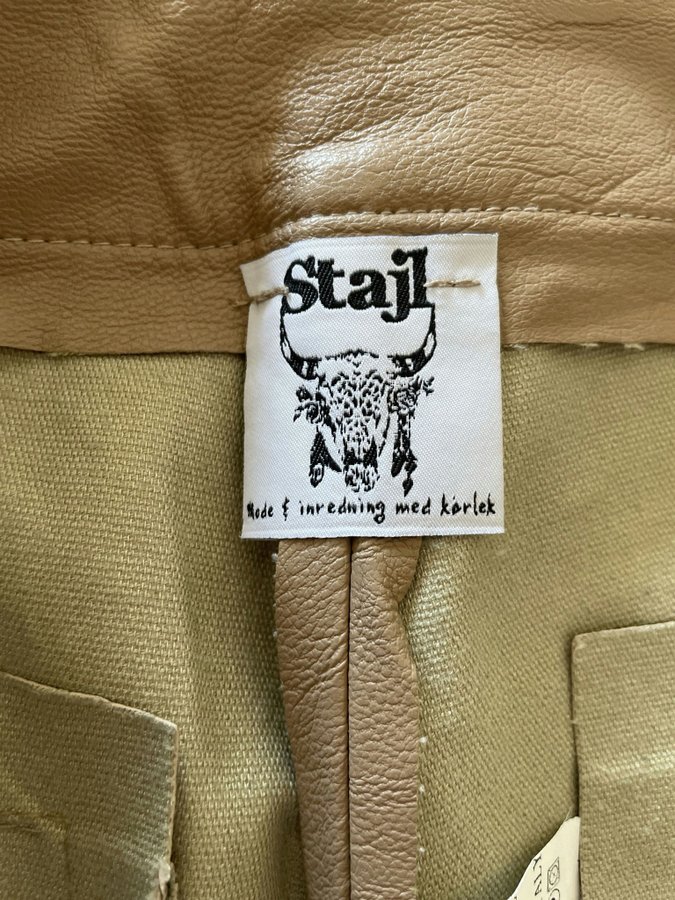 Stajl
Mode & inredning med kärlek